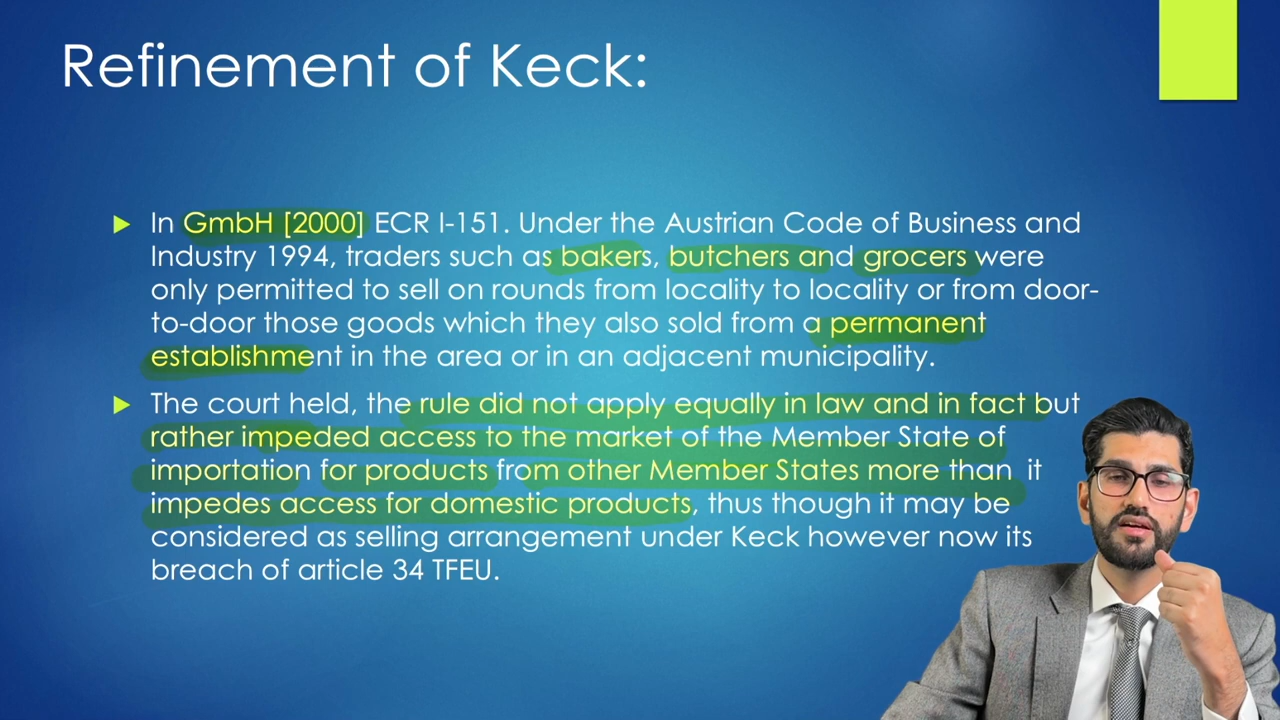 Refinement of Keck:
In GmbH [2000] ECR I-151. Under the Austrian Code of Business and
Industry 1994, traders such as bakers, butchers and grocers were
only permitted to sell on rounds from locality to locality or from door-
to-door those goods which they also sold from a permanent
establishment in the area or in an adjacent municipality.
The court held, the rule did not apply equally in law and in fact but
rather impeded access to the market of the Member State of
importation for products from other Member States more than it
impedes access for domestic products, thus though it may be
considered as selling arrangement under Keck however now its
breach of article 34 TFEU.